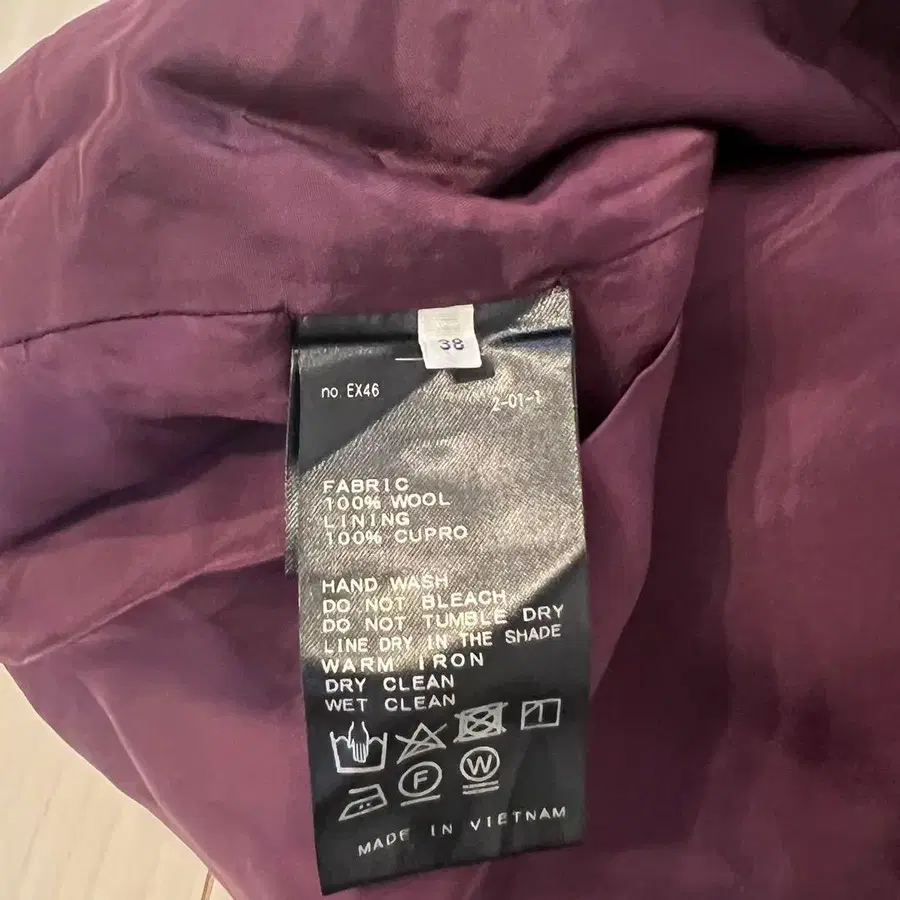 38
no. EX46
2-01-1
FABRIC
100% WOOL
LINING
100% CUPRO
HAND WASH
DO NOT BLEACH
DO NOT TUMBLE DRY
LINE DRY IN THE SHADE
WARM IRON
DRY CLEAN
WET CLEAN
F
W
MADE IN VIETNAM